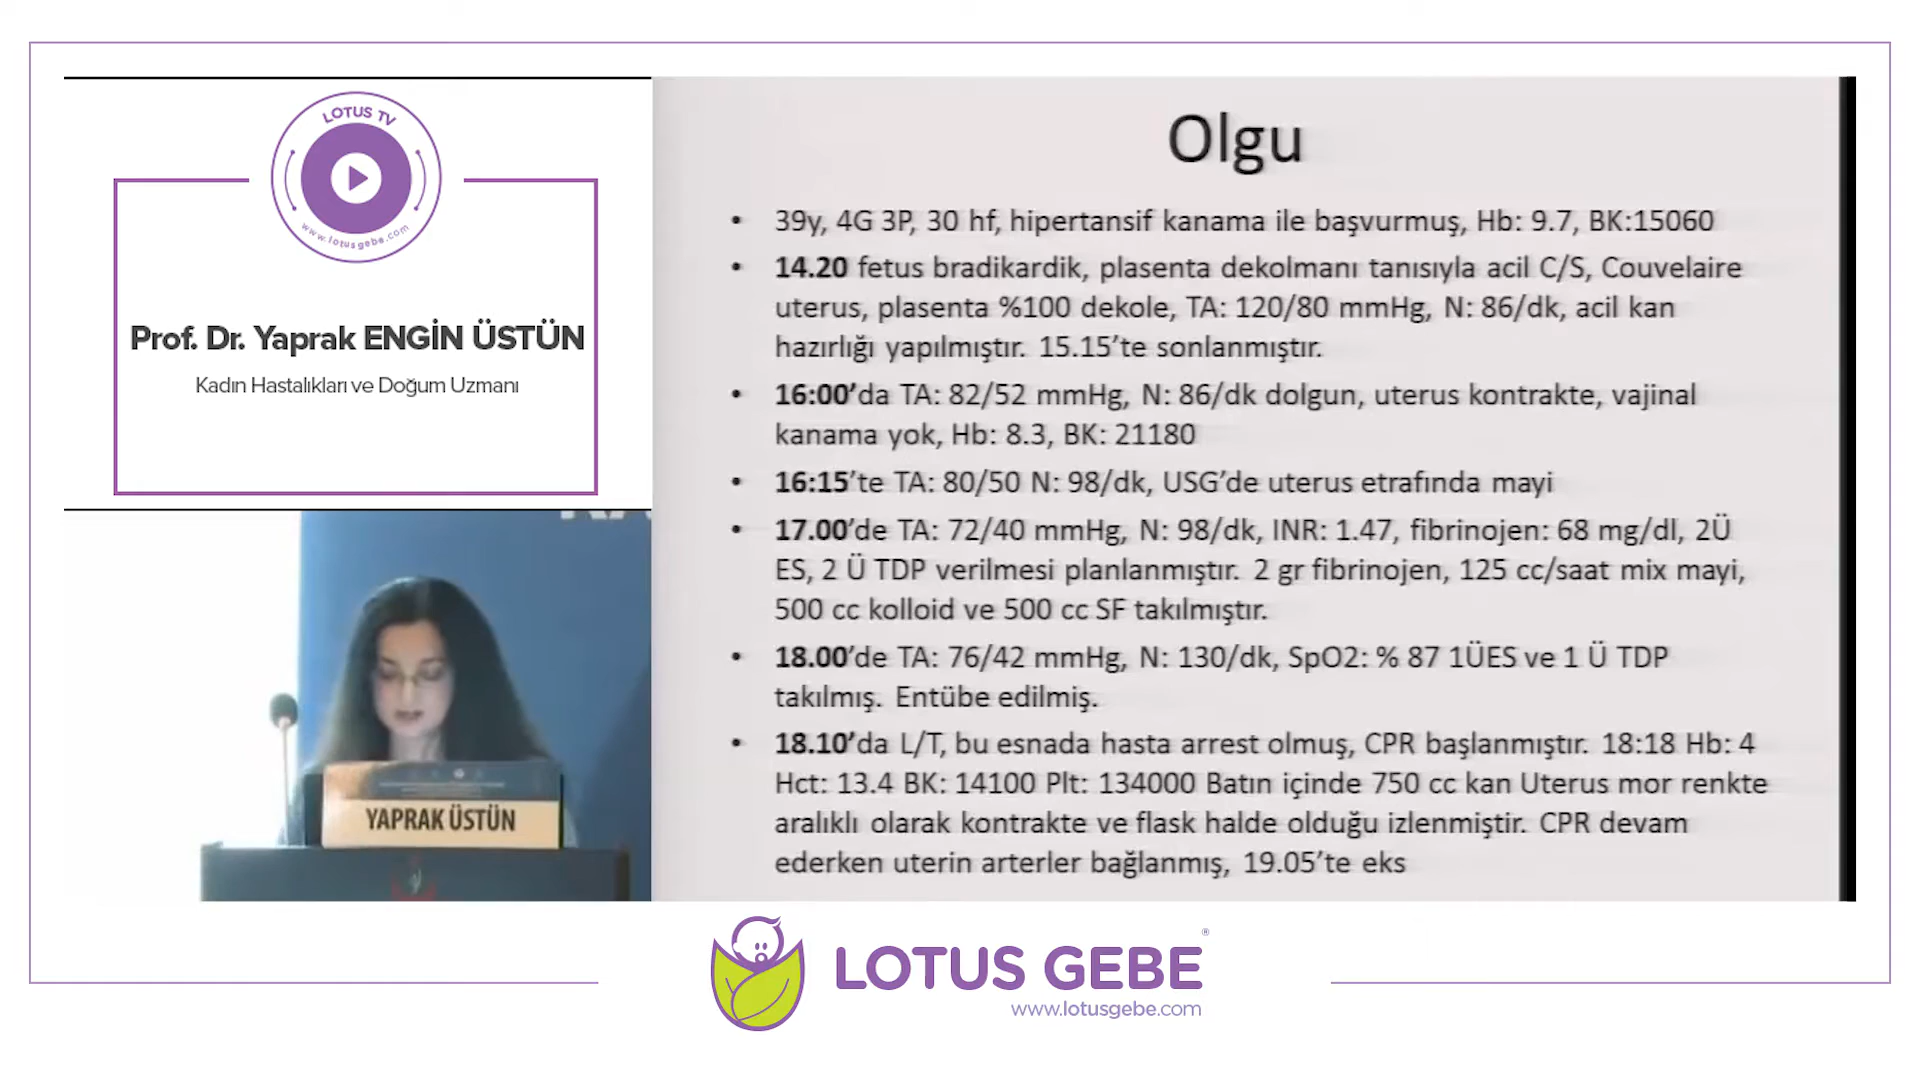 LOTUS TV
www.lotusgebe.com
Prof. Dr. Yaprak ENGİN ÜSTÜN
Kadın Hastalıkları ve Doğum Uzmanı
YAPRAK ÜSTÜN
Olgu
• 39y, 4G 3P, 30 hf, hipertansif kanama ile başvurmuş, Hb: 9.7, BK:15060
• 14.20 fetus bradikardik, plasenta dekolmanı tanısıyla acil C/S, Couvelaire
uterus, plasenta %100 dekole, TA: 120/80 mmHg, N: 86/dk, acil kan
hazırlığı yapılmıştır. 15.15’te sonlanmıştır.
• 16:00’da TA: 82/52 mmHg, N: 86/dk dolgun, uterus kontrakte, vajinal
kanama yok, Hb: 8.3, BK: 21180
• 16:15’te TA: 80/50 N: 98/dk, USG’de uterus etrafında mayi
• 17.00’de TA: 72/40 mmHg, N: 98/dk, INR: 1.47, fibrinojen: 68 mg/dl, 2Ü
ES, 2 Ü TDP verilmesi planlanmıştır. 2 gr fibrinojen, 125 cc/saat mix mayi,
500 cc kolloid ve 500 cc SF takılmıştır.
• 18.00’de TA: 76/42 mmHg, N: 130/dk, SpO2: % 87 1ÜES ve 1 Ü TDP
takılmış. Entübe edilmiş.
• 18.10’da L/T, bu esnada hasta arrest olmuş, CPR başlanmıştır. 18:18 Hb: 4
Hct: 13.4 BK: 14100 Plt: 134000 Batın içinde 750 cc kan Uterus mor renkte
aralıklı olarak kontrakte ve flask halde olduğu izlenmiştir. CPR devam
ederken uterin arterler bağlanmış, 19.05’te eks
LOTUS GEBE®
www.lotusgebe.com